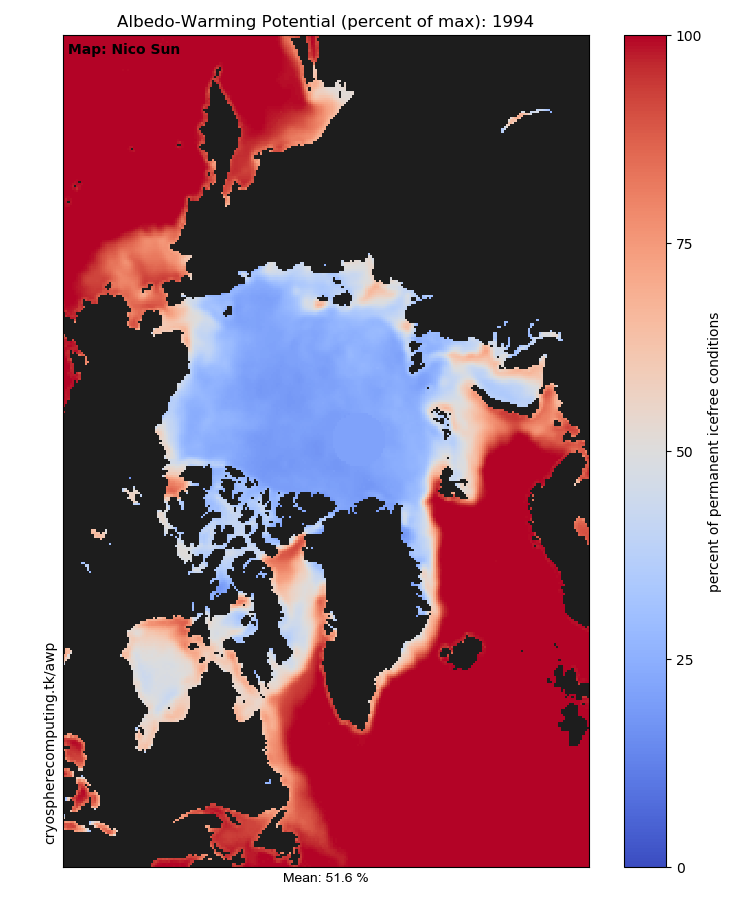 Albedo-Warming Potential (percent of max): 1994
Map: Nico Sun
100
75
50
25
0
percent of permanent icefree conditions
cryospherecomputing.tk/awp
Mean: 51.6 %